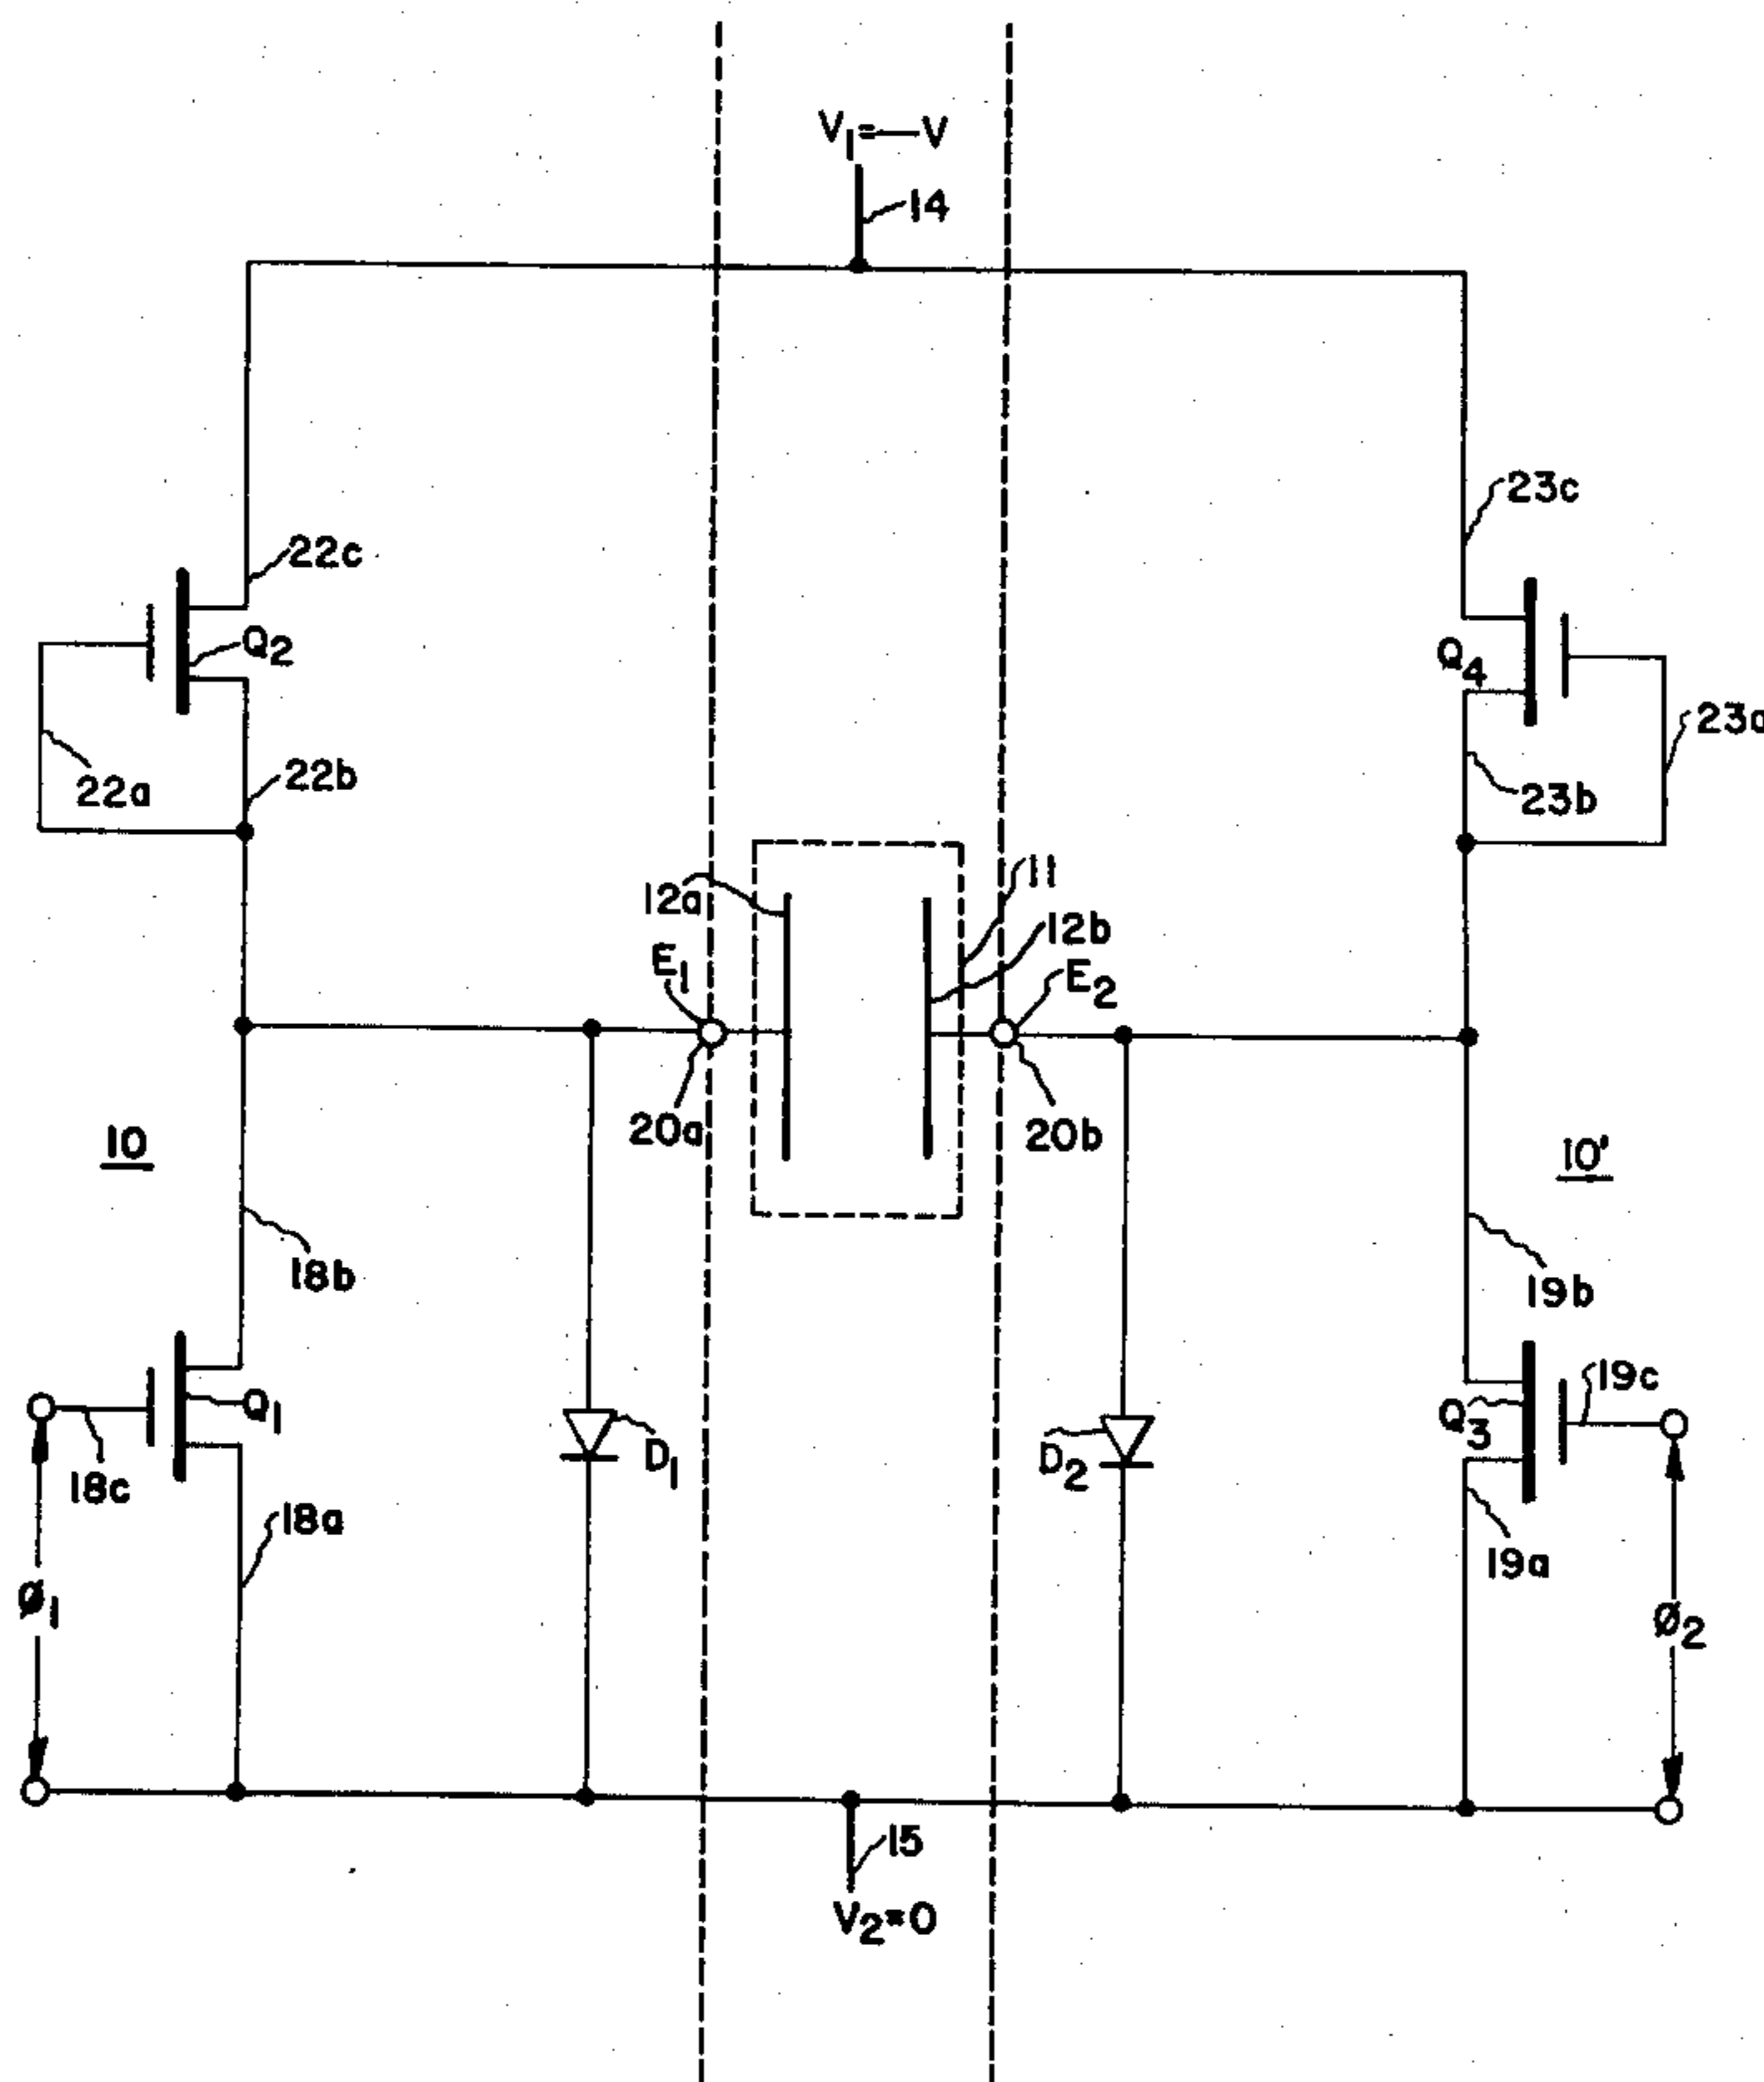 V1=—V
14
23c
22c
Q2
Q4
23a
22a
22b
23b
11
12a
12b
E1
E2
20a
20b
10
10'
18b
19b
19c
Q1
Q3
D1
D2
18c
18a
19a
Ø1
Ø2
15
V2=0